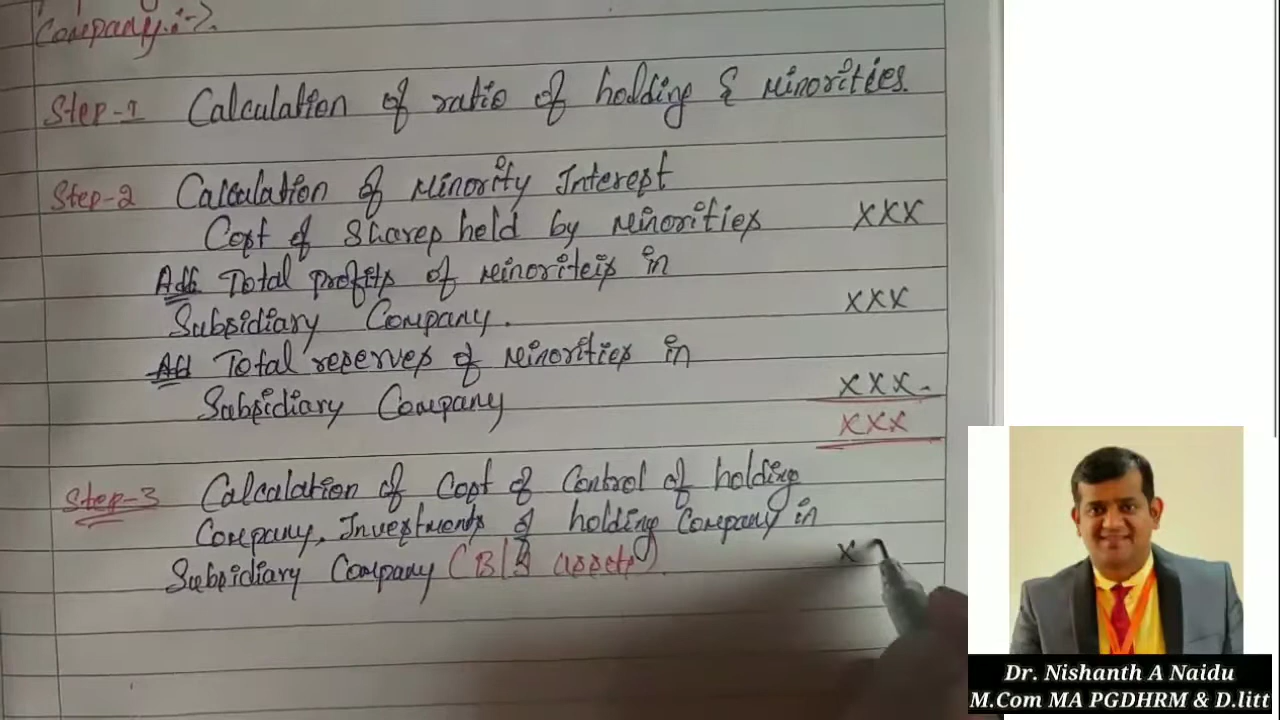 Company :-
Step-1 Calculation of ratio of holding & Minorities.
Step-2 Calculation of Minority Interest
Cost of Shares held by Minorities XXX
Add Total profits of Minorities in
Subsidiary Company. XXX
Add Total reserves of Minorities in
Subsidiary Company XXX
XXX
Step-3 Calculation of Cost of Control of holding
Company, Investments of holding Company in
Subsidiary Company (B/S assets) X
Dr. Nishanth A Naidu
M.Com MA PGDHRM & D.litt